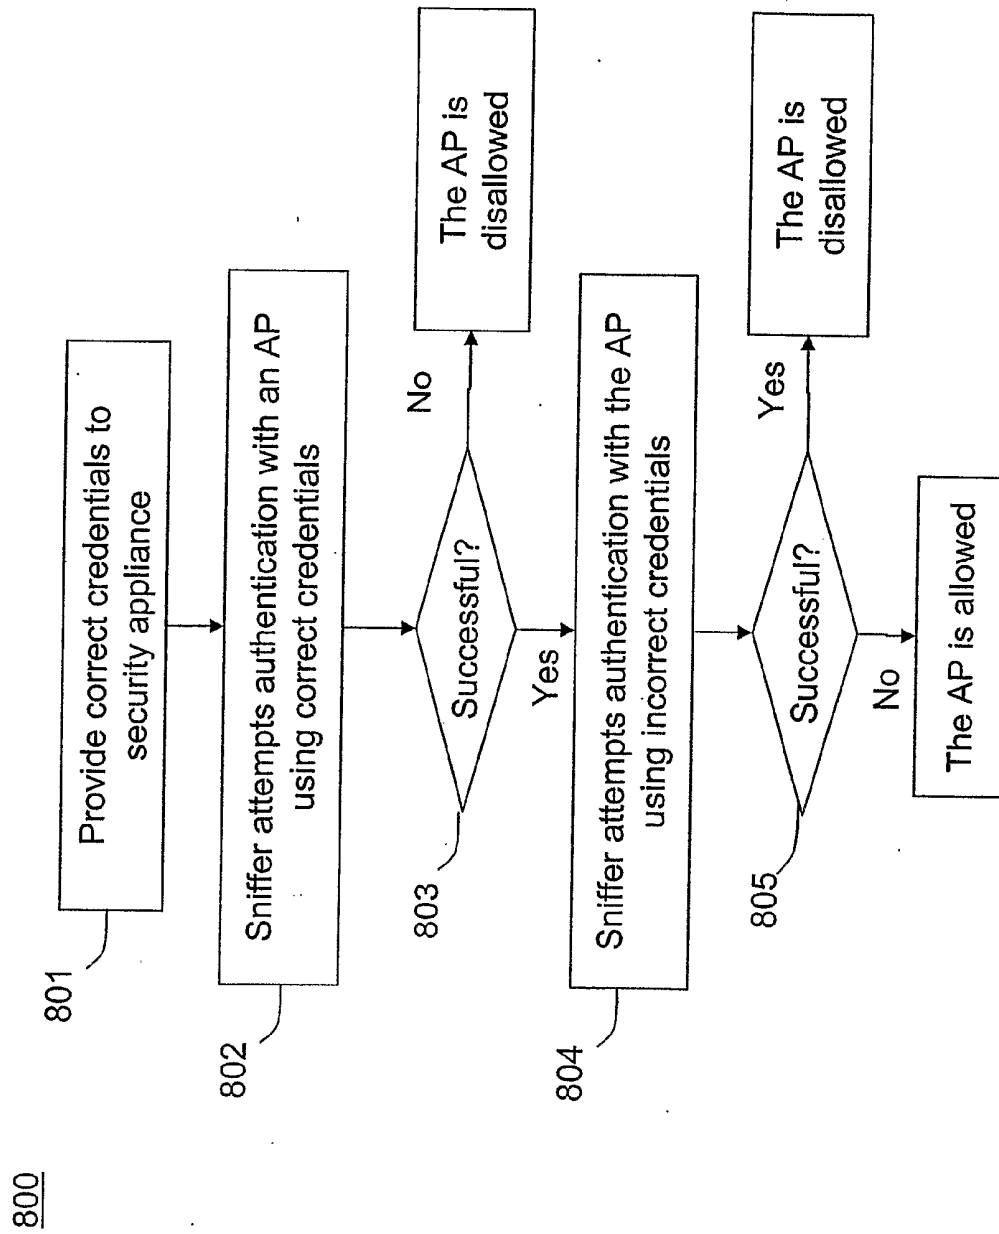 800
801
Provide correct credentials to
security appliance
802
Sniffer attempts authentication with an AP
using correct credentials
803
Successful?
No
The AP is
disallowed
Yes
804
Sniffer attempts authentication with the AP
using incorrect credentials
805
Successful?
Yes
The AP is
disallowed
No
The AP is allowed